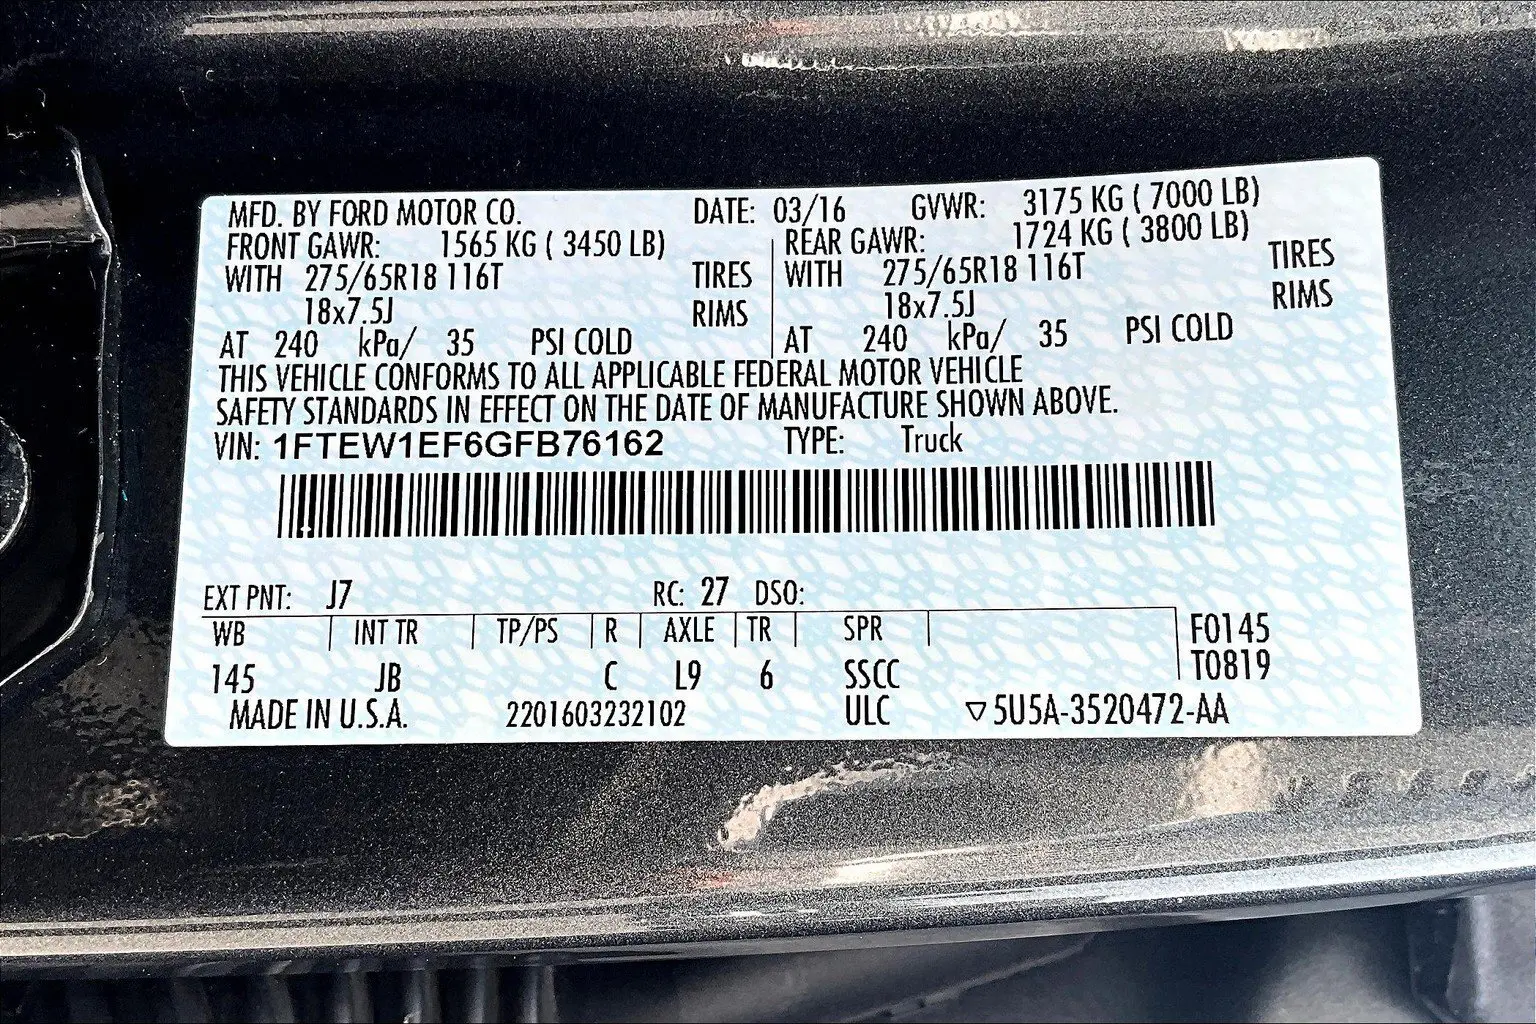 MFD. BY FORD MOTOR CO. DATE: 03/16 GVWR: 3175 KG ( 7000 LB)
FRONT GAWR: 1565 KG ( 3450 LB) REAR GAWR: 1724 KG ( 3800 LB)
WITH 275/65R18 116T TIRES WITH 275/65R18 116T TIRES
18x7.5J RIMS 18x7.5J RIMS
AT 240 kPa/ 35 PSI COLD AT 240 kPa/ 35 PSI COLD
THIS VEHICLE CONFORMS TO ALL APPLICABLE FEDERAL MOTOR VEHICLE
SAFETY STANDARDS IN EFFECT ON THE DATE OF MANUFACTURE SHOWN ABOVE.
VIN: 1FTEW1EF6GFB76162 TYPE: Truck
EXT PNT: J7 RC: 27 DSO:
WB INT TR TP/PS R AXLE TR SPR F0145
145 JB C L9 6 SSCC T0819
MADE IN U.S.A. 2201603232102 ULC ▽5U5A-3520472-AA